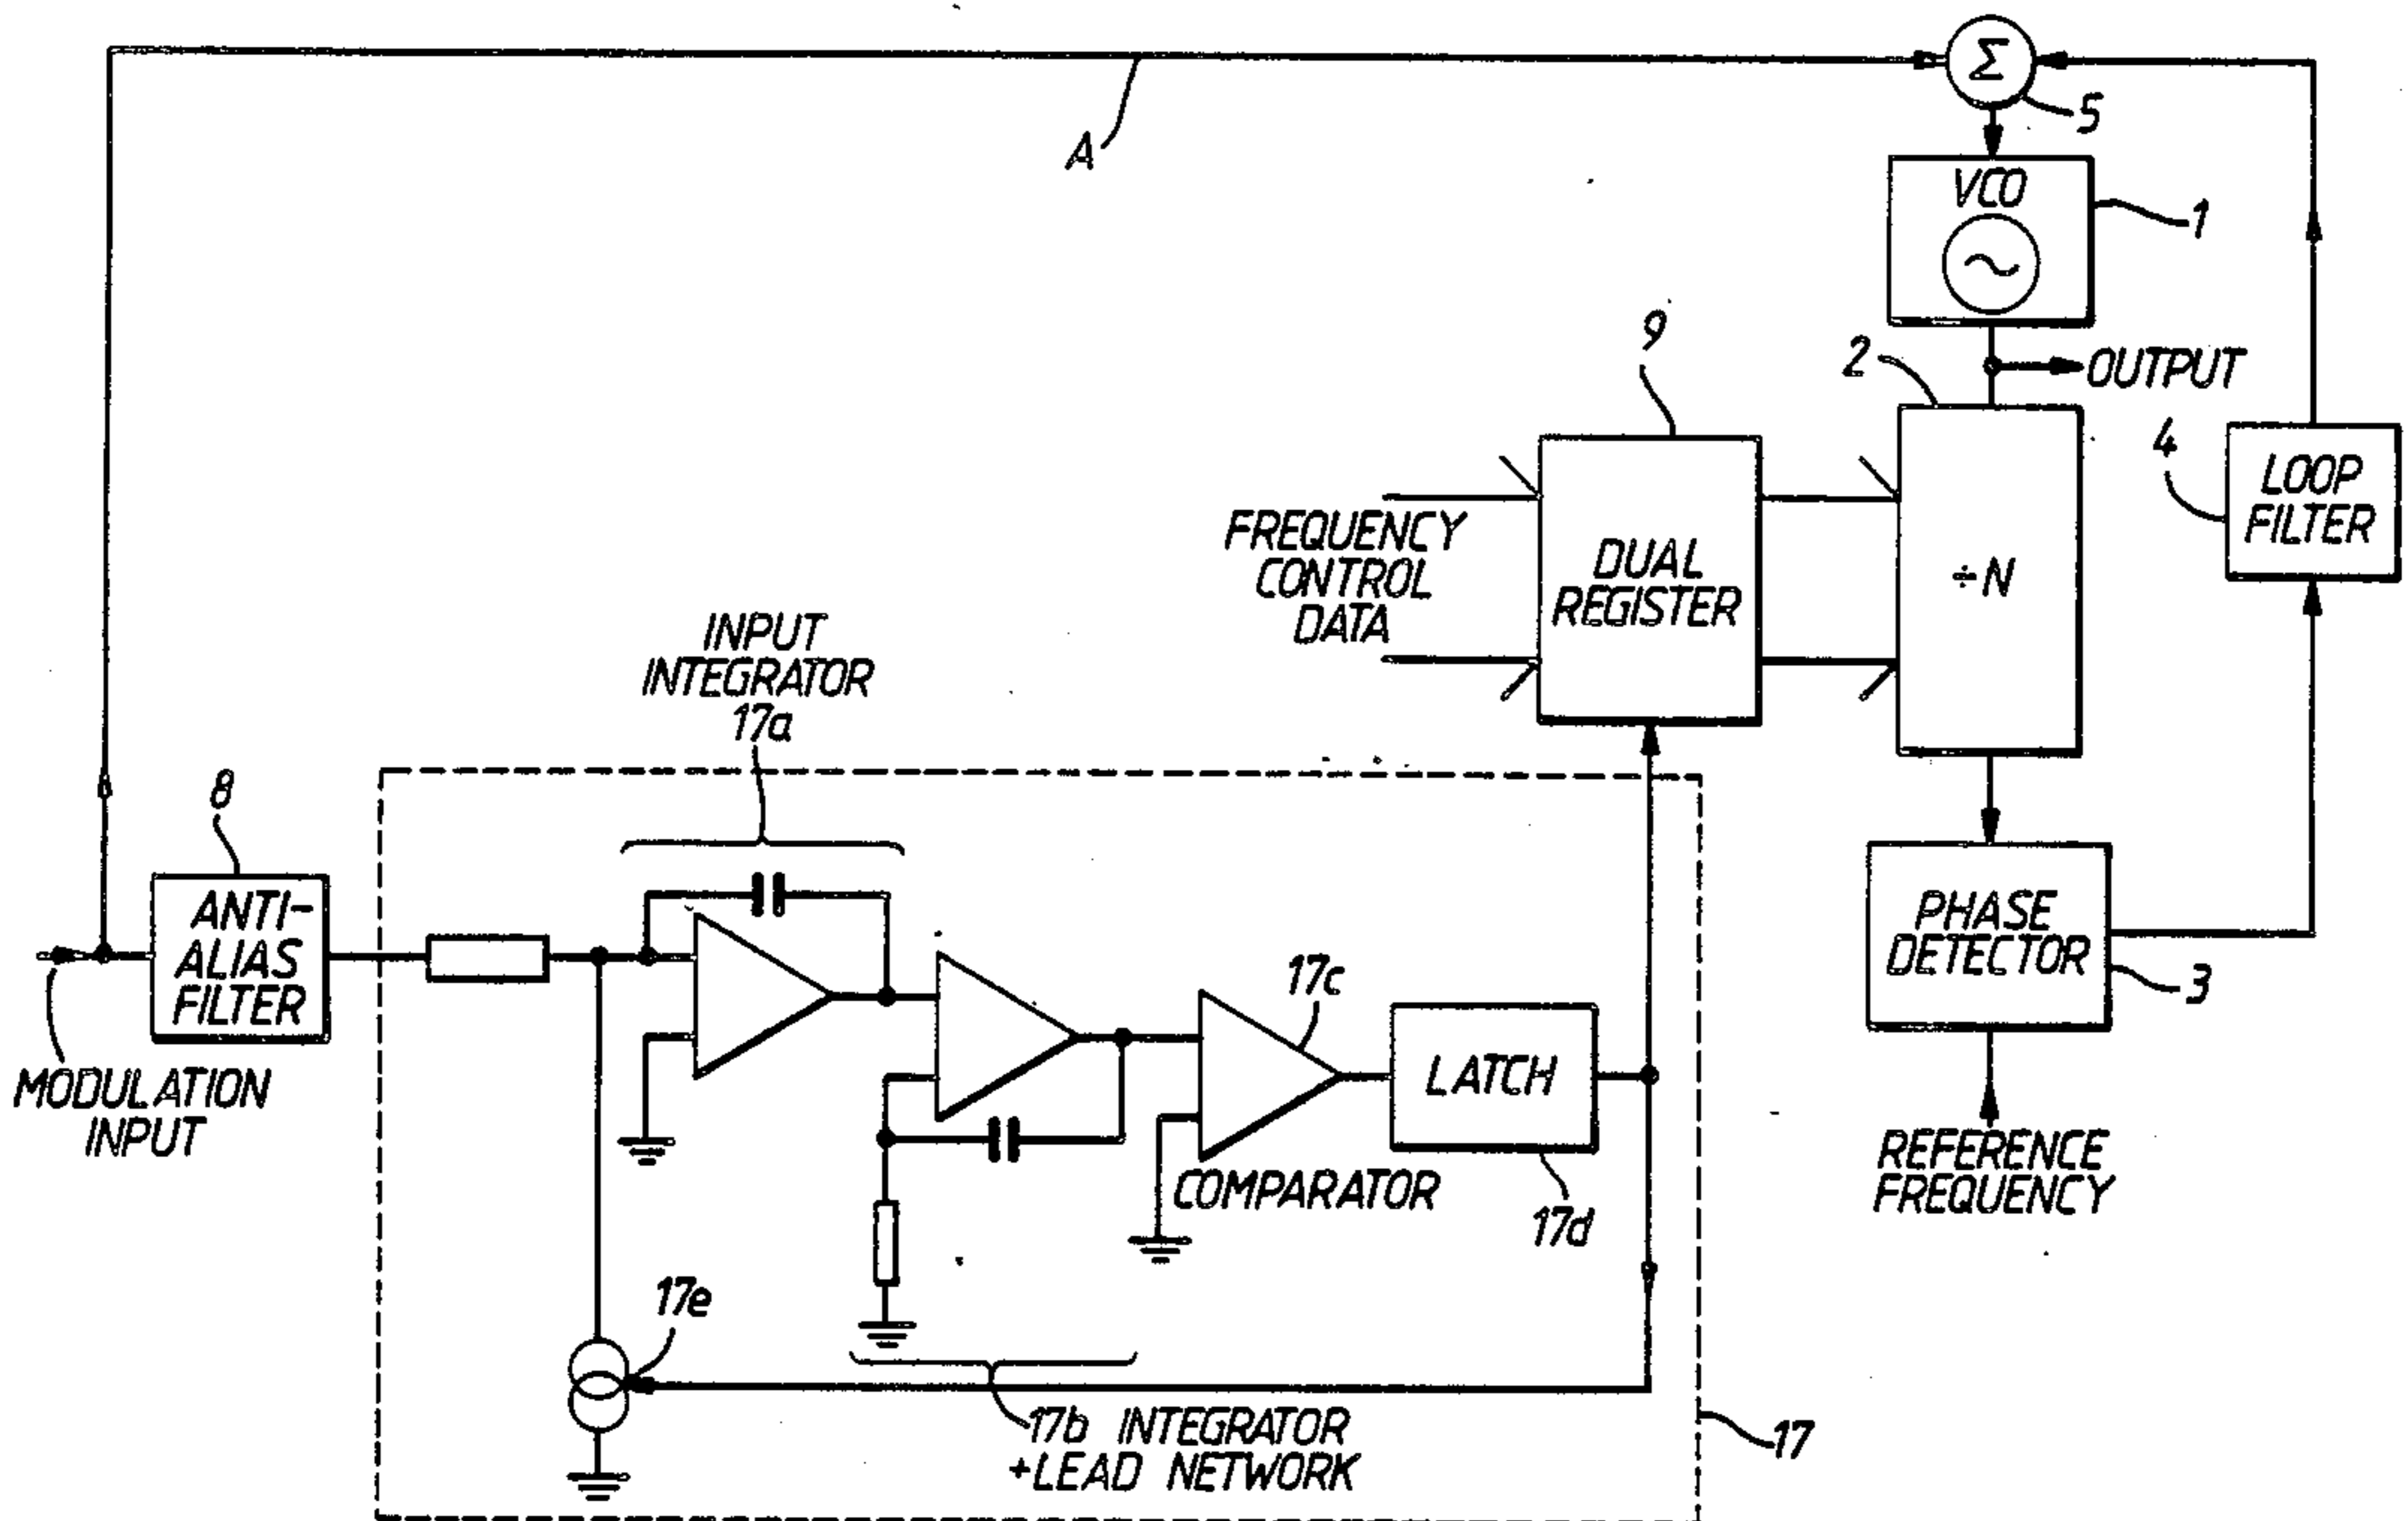 Σ
5
A
VCO
~
1
9
2
OUTPUT
4
LOOP
FILTER
FREQUENCY
CONTROL
DATA
DUAL
REGISTER
÷N
INPUT
INTEGRATOR
17a
8
ANTI-
ALIAS
FILTER
PHASE
DETECTOR
3
17c
LATCH
MODULATION
INPUT
COMPARATOR
17d
REFERENCE
FREQUENCY
17e
17b INTEGRATOR
+LEAD NETWORK
17